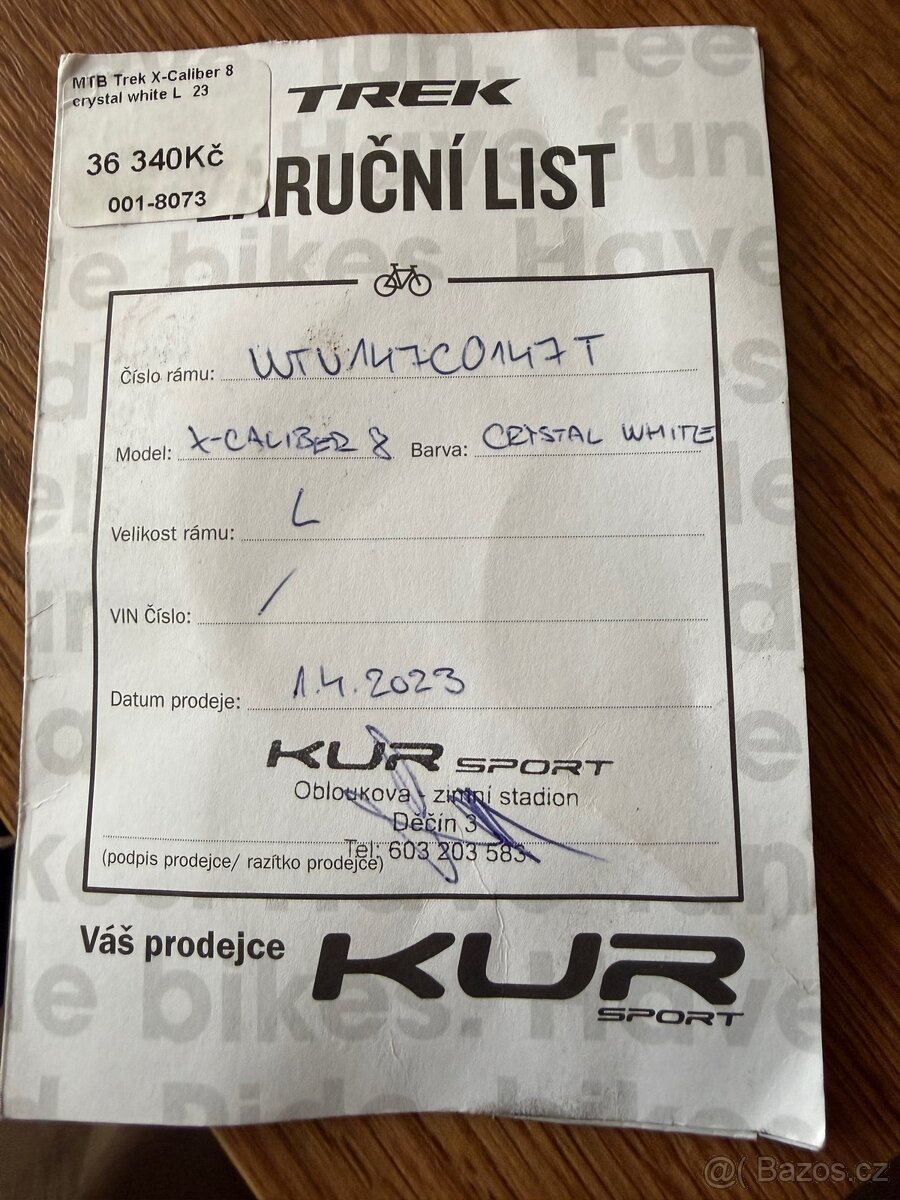 MTB Trek X-Caliber 8
crystal white L 23
36 340Kč
001-8073
TREK
ZÁRUČNÍ LIST
Číslo rámu: WTU147CO147T
Model: X-CALIBER 8 Barva: CRYSTAL WHITE
Velikost rámu: L
VIN Číslo: /
Datum prodeje: 1.4.2023
KUR SPORT
Obloukova - zimní stadion
Děčín 3
Tel: 603 203 583
(podpis prodejce/ razítko prodejce)
Váš prodejce KUR
SPORT
@( Bazos.cz